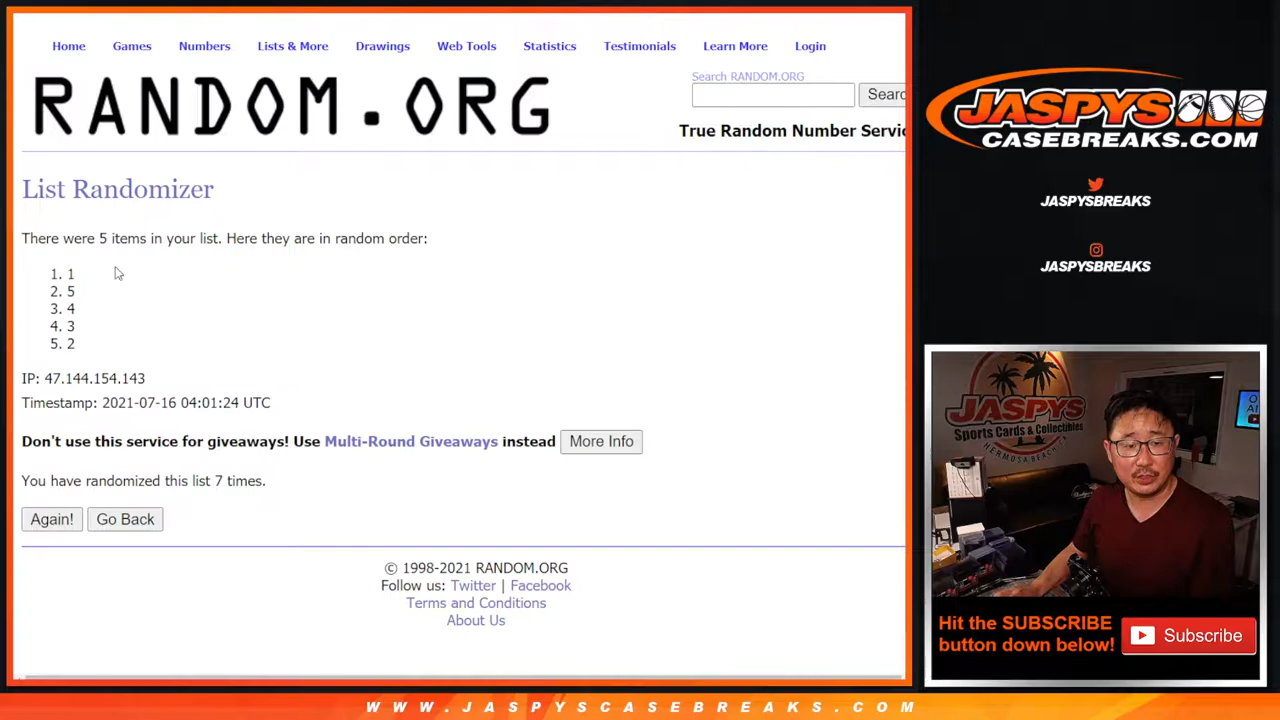 Home Games Numbers Lists & More Drawings Web Tools Statistics Testimonials Learn More Login
RANDOM.ORG
Search RANDOM.ORG
Searc
True Random Number Servic
List Randomizer
There were 5 items in your list. Here they are in random order:
1. 1
2. 5
3. 4
4. 3
5. 2
IP: 47.144.154.143
Timestamp: 2021-07-16 04:01:24 UTC
Don't use this service for giveaways! Use Multi-Round Giveaways instead More Info
You have randomized this list 7 times.
Again! Go Back
© 1998-2021 RANDOM.ORG
Follow us: Twitter | Facebook
Terms and Conditions
About Us
JASPYS
CASEBREAKS.COM
JASPYSBREAKS
JASPYSBREAKS
JASPYS
Sports Cards & Collectibles
HERMOSA BEACH
Hit the SUBSCRIBE
button down below!
Subscribe
WWW.JASPYSCASEBREAKS.COM